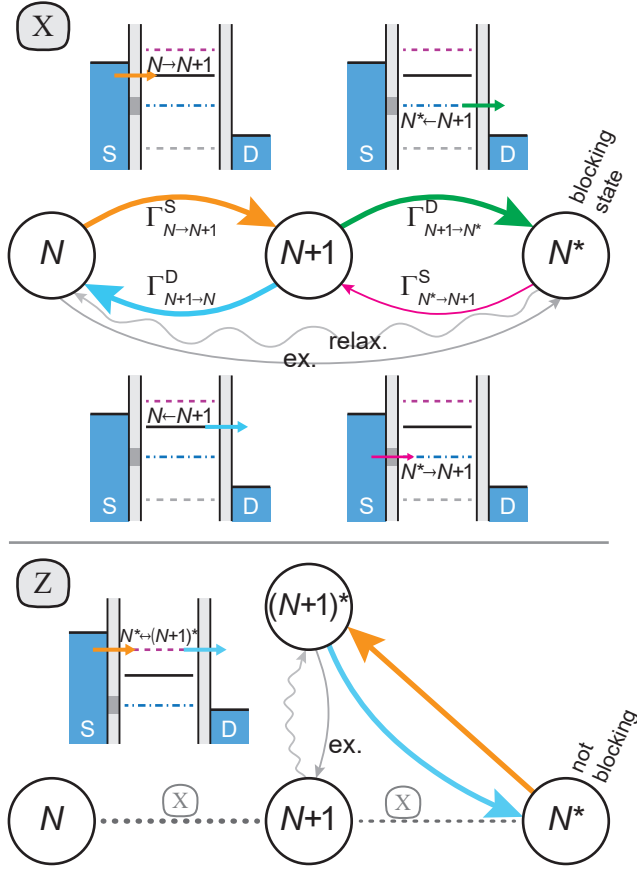 X
N→N+1
S
D
N*←N+1
S
D
blocking
state
N
Γ^S_{N→N+1}
N+1
Γ^D_{N+1→N*}
N*
Γ^D_{N+1→N}
Γ^S_{N*→N+1}
relax.
ex.
N←N+1
S
D
N*→N+1
S
D
Z
(N+1)*
N*↔(N+1)*
S
D
ex.
not
blocking
N
X
N+1
X
N*